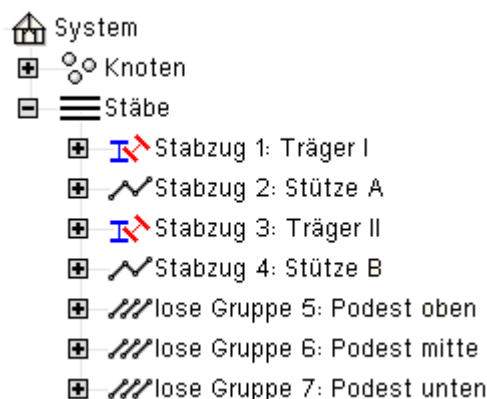 System
Knoten
Stäbe
Stabzug 1: Träger I
Stabzug 2: Stütze A
Stabzug 3: Träger II
Stabzug 4: Stütze B
lose Gruppe 5: Podest oben
lose Gruppe 6: Podest mitte
lose Gruppe 7: Podest unten